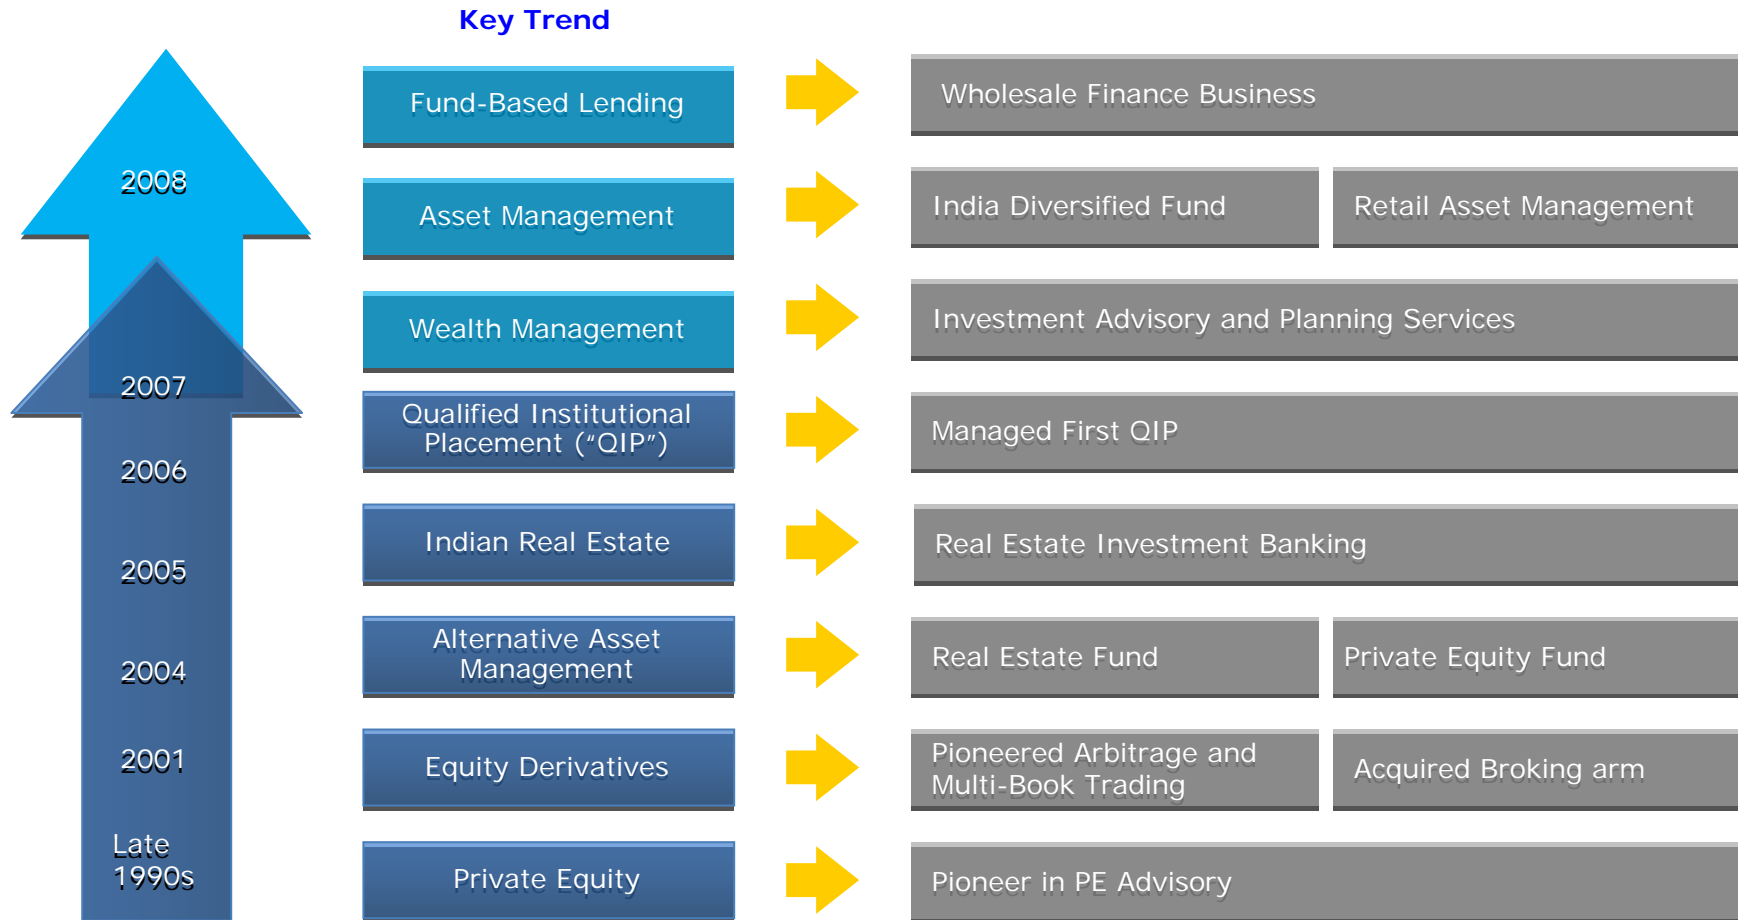 Key Trend
2008
Fund-Based Lending
Wholesale Finance Business
Asset Management
India Diversified Fund
Retail Asset Management
Wealth Management
Investment Advisory and Planning Services
2007
Qualified Institutional
Placement (“QIP”)
Managed First QIP
2006
Indian Real Estate
Real Estate Investment Banking
2005
Alternative Asset
Management
Real Estate Fund
Private Equity Fund
2004
Equity Derivatives
Pioneered Arbitrage and
Multi-Book Trading
Acquired Broking arm
2001
Late
1990s
Private Equity
Pioneer in PE Advisory